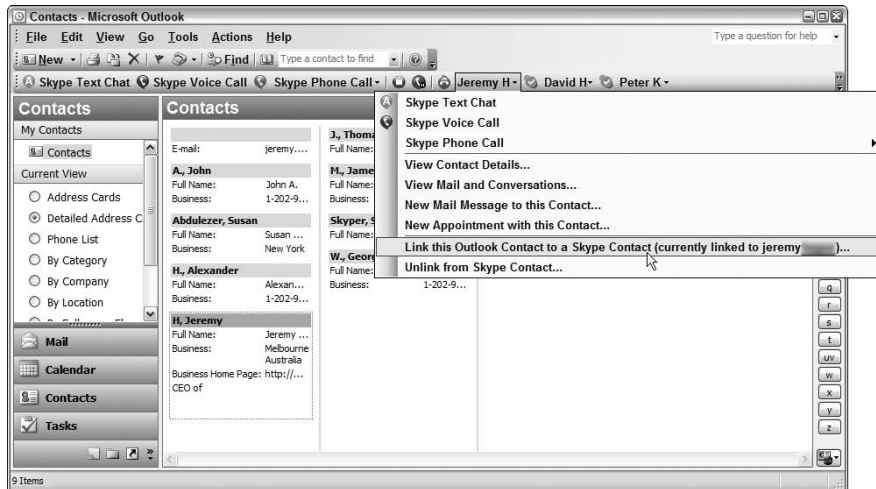 Contacts - Microsoft Outlook
File Edit View Go Tools Actions Help
Type a question for help
New Find Type a contact to find
Skype Text Chat Skype Voice Call Skype Phone Call Jeremy H David H Peter K
Contacts
My Contacts
Contacts
Current View
Address Cards
Detailed Address C
Phone List
By Category
By Company
By Location
Mail
Calendar
Contacts
Tasks
Contacts
E-mail: jeremy....
A., John
Full Name: John A.
Business: 1-202-9...
Abdulezer, Susan
Full Name: Susan ...
Business: New York
H., Alexander
Full Name: Alexan...
Business: 1-202-9...
H, Jeremy
Full Name: Jeremy ...
Business: Melbourne
Australia
Business Home Page: http://...
CEO of
J., Thoma
Full Name:
M., Jame
Full Name:
Business:
Skyper, S
Full Name:
W., Georg
Full Name:
Business: 1-202-9...
Skype Text Chat
Skype Voice Call
Skype Phone Call
View Contact Details...
View Mail and Conversations...
New Mail Message to this Contact...
New Appointment with this Contact...
Link this Outlook Contact to a Skype Contact (currently linked to jeremy )...
Unlink from Skype Contact...
q
r
s
t
uv
w
x
y
z
9 Items